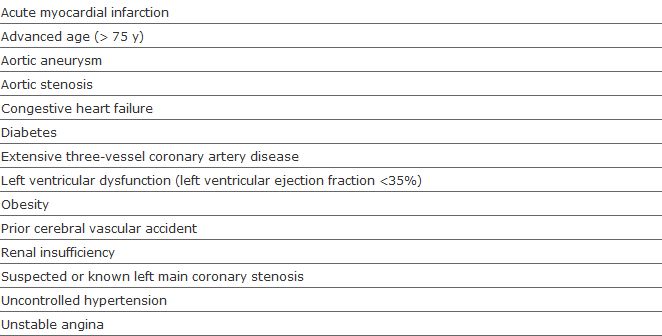 Acute myocardial infarction
Advanced age (> 75 y)
Aortic aneurysm
Aortic stenosis
Congestive heart failure
Diabetes
Extensive three-vessel coronary artery disease
Left ventricular dysfunction (left ventricular ejection fraction <35%)
Obesity
Prior cerebral vascular accident
Renal insufficiency
Suspected or known left main coronary stenosis
Uncontrolled hypertension
Unstable angina